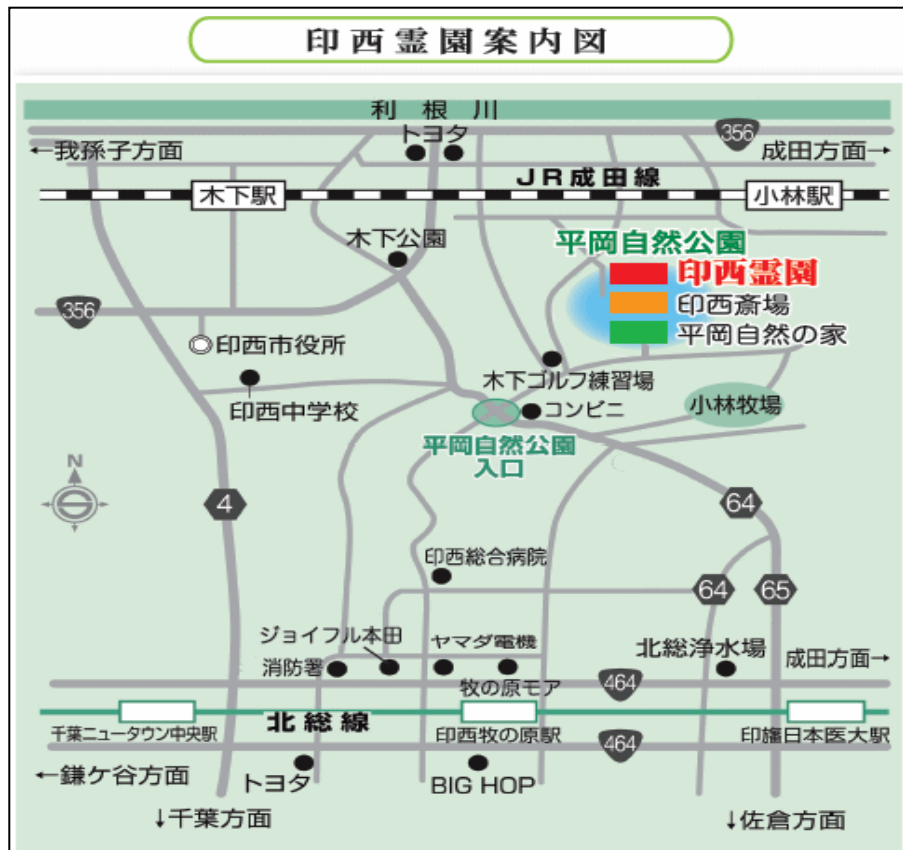 印西霊園案内図
利根川
トヨタ
356
←我孫子方面
成田方面→
JR成田線
木下駅
小林駅
木下公園
平岡自然公園
印西霊園
印西斎場
平岡自然の家
356
印西市役所
木下ゴルフ練習場
印西中学校
コンビニ
小林牧場
平岡自然公園
入口
N
4
64
印西総合病院
64
65
ジョイフル本田
ヤマダ電機
北総浄水場
消防署
成田方面→
牧の原モア
464
北総線
千葉ニュータウン中央駅
印西牧の原駅
印旛日本医大駅
464
←鎌ケ谷方面
トヨタ
BIG HOP
↓千葉方面
↓佐倉方面